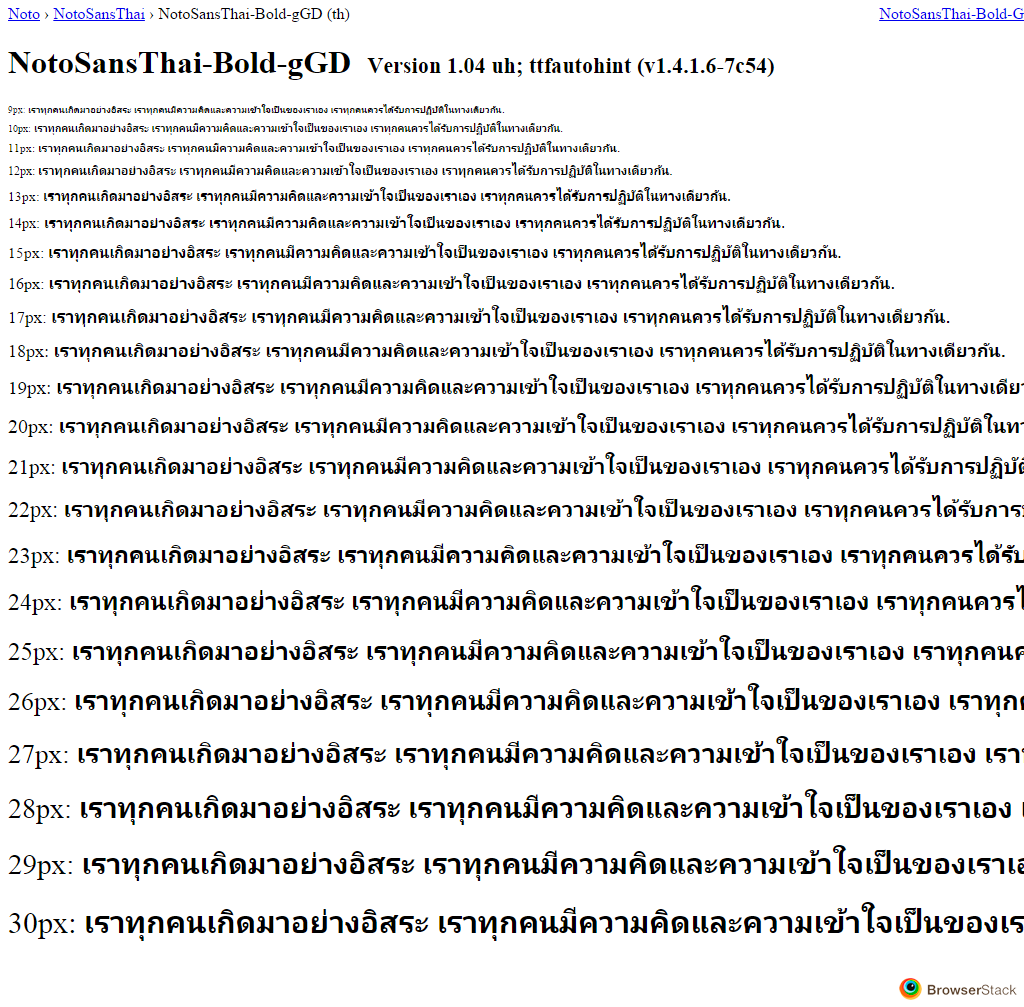 Noto › NotoSansThai › NotoSansThai-Bold-gGD (th) NotoSansThai-Bold-G
NotoSansThai-Bold-gGD Version 1.04 uh; ttfautohint (v1.4.1.6-7c54)
9px: เราทุกคนเกิดมาอย่างอิสระ เราทุกคนมีความคิดและความเข้าใจเป็นของเราเอง เราทุกคนควรได้รับการปฏิบัติในทางเดียวกัน.
10px: เราทุกคนเกิดมาอย่างอิสระ เราทุกคนมีความคิดและความเข้าใจเป็นของเราเอง เราทุกคนควรได้รับการปฏิบัติในทางเดียวกัน.
11px: เราทุกคนเกิดมาอย่างอิสระ เราทุกคนมีความคิดและความเข้าใจเป็นของเราเอง เราทุกคนควรได้รับการปฏิบัติในทางเดียวกัน.
12px: เราทุกคนเกิดมาอย่างอิสระ เราทุกคนมีความคิดและความเข้าใจเป็นของเราเอง เราทุกคนควรได้รับการปฏิบัติในทางเดียวกัน.
13px: เราทุกคนเกิดมาอย่างอิสระ เราทุกคนมีความคิดและความเข้าใจเป็นของเราเอง เราทุกคนควรได้รับการปฏิบัติในทางเดียวกัน.
14px: เราทุกคนเกิดมาอย่างอิสระ เราทุกคนมีความคิดและความเข้าใจเป็นของเราเอง เราทุกคนควรได้รับการปฏิบัติในทางเดียวกัน.
15px: เราทุกคนเกิดมาอย่างอิสระ เราทุกคนมีความคิดและความเข้าใจเป็นของเราเอง เราทุกคนควรได้รับการปฏิบัติในทางเดียวกัน.
16px: เราทุกคนเกิดมาอย่างอิสระ เราทุกคนมีความคิดและความเข้าใจเป็นของเราเอง เราทุกคนควรได้รับการปฏิบัติในทางเดียวกัน.
17px: เราทุกคนเกิดมาอย่างอิสระ เราทุกคนมีความคิดและความเข้าใจเป็นของเราเอง เราทุกคนควรได้รับการปฏิบัติในทางเดียวกัน.
18px: เราทุกคนเกิดมาอย่างอิสระ เราทุกคนมีความคิดและความเข้าใจเป็นของเราเอง เราทุกคนควรได้รับการปฏิบัติในทางเดียวกัน.
19px: เราทุกคนเกิดมาอย่างอิสระ เราทุกคนมีความคิดและความเข้าใจเป็นของเราเอง เราทุกคนควรได้รับการปฏิบัติในทางเดีย
20px: เราทุกคนเกิดมาอย่างอิสระ เราทุกคนมีความคิดและความเข้าใจเป็นของเราเอง เราทุกคนควรได้รับการปฏิบัติในท
21px: เราทุกคนเกิดมาอย่างอิสระ เราทุกคนมีความคิดและความเข้าใจเป็นของเราเอง เราทุกคนควรได้รับการปฏิบัติ
22px: เราทุกคนเกิดมาอย่างอิสระ เราทุกคนมีความคิดและความเข้าใจเป็นของเราเอง เราทุกคนควรได้รับการ
23px: เราทุกคนเกิดมาอย่างอิสระ เราทุกคนมีความคิดและความเข้าใจเป็นของเราเอง เราทุกคนควรได้รับ
24px: เราทุกคนเกิดมาอย่างอิสระ เราทุกคนมีความคิดและความเข้าใจเป็นของเราเอง เราทุกคนควรไ
25px: เราทุกคนเกิดมาอย่างอิสระ เราทุกคนมีความคิดและความเข้าใจเป็นของเราเอง เราทุกคนค
26px: เราทุกคนเกิดมาอย่างอิสระ เราทุกคนมีความคิดและความเข้าใจเป็นของเราเอง เราทุกค
27px: เราทุกคนเกิดมาอย่างอิสระ เราทุกคนมีความคิดและความเข้าใจเป็นของเราเอง เรา
28px: เราทุกคนเกิดมาอย่างอิสระ เราทุกคนมีความคิดและความเข้าใจเป็นของเราเอง เ
29px: เราทุกคนเกิดมาอย่างอิสระ เราทุกคนมีความคิดและความเข้าใจเป็นของเราเอ
30px: เราทุกคนเกิดมาอย่างอิสระ เราทุกคนมีความคิดและความเข้าใจเป็นของเร
BrowserStack